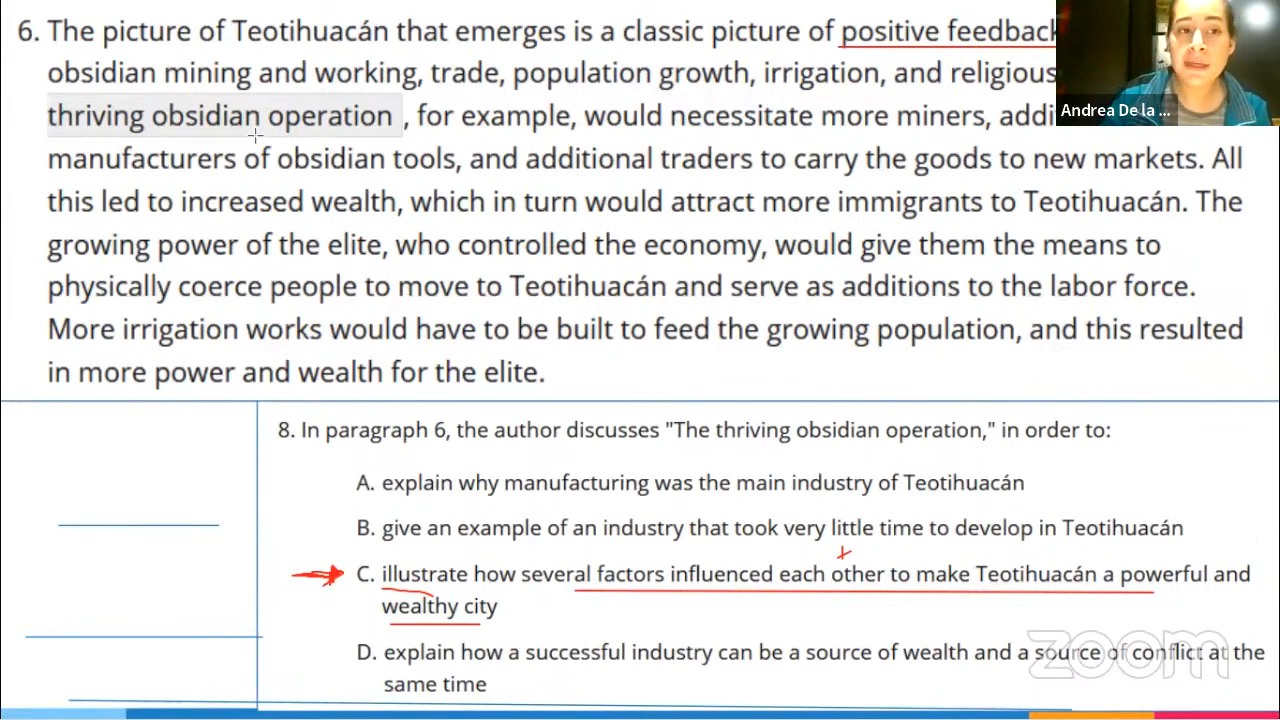 6. The picture of Teotihuacán that emerges is a classic picture of positive feedback
obsidian mining and working, trade, population growth, irrigation, and religious
thriving obsidian operation , for example, would necessitate more miners, addi
manufacturers of obsidian tools, and additional traders to carry the goods to new markets. All
this led to increased wealth, which in turn would attract more immigrants to Teotihuacán. The
growing power of the elite, who controlled the economy, would give them the means to
physically coerce people to move to Teotihuacán and serve as additions to the labor force.
More irrigation works would have to be built to feed the growing population, and this resulted
in more power and wealth for the elite.
Andrea De la ...
8. In paragraph 6, the author discusses "The thriving obsidian operation," in order to:
A. explain why manufacturing was the main industry of Teotihuacán
B. give an example of an industry that took very little time to develop in Teotihuacán
C. illustrate how several factors influenced each other to make Teotihuacán a powerful and
wealthy city
D. explain how a successful industry can be a source of wealth and a source of conflict at the
same time
zoom